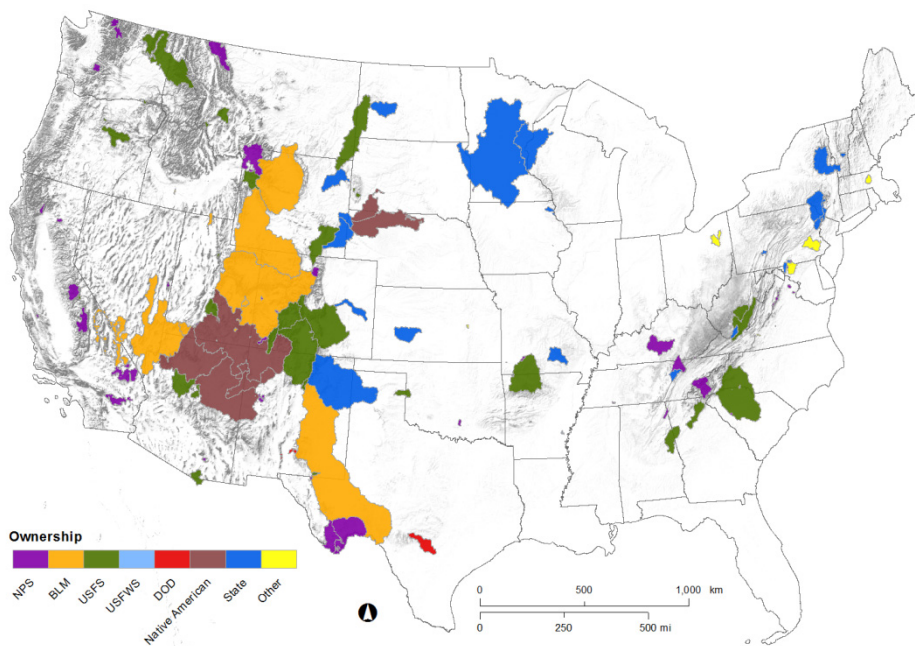 Ownership
NPS
BLM
USFS
USFWS
DOD
Native American
State
Other
0 500 1,000 km
0 250 500 mi